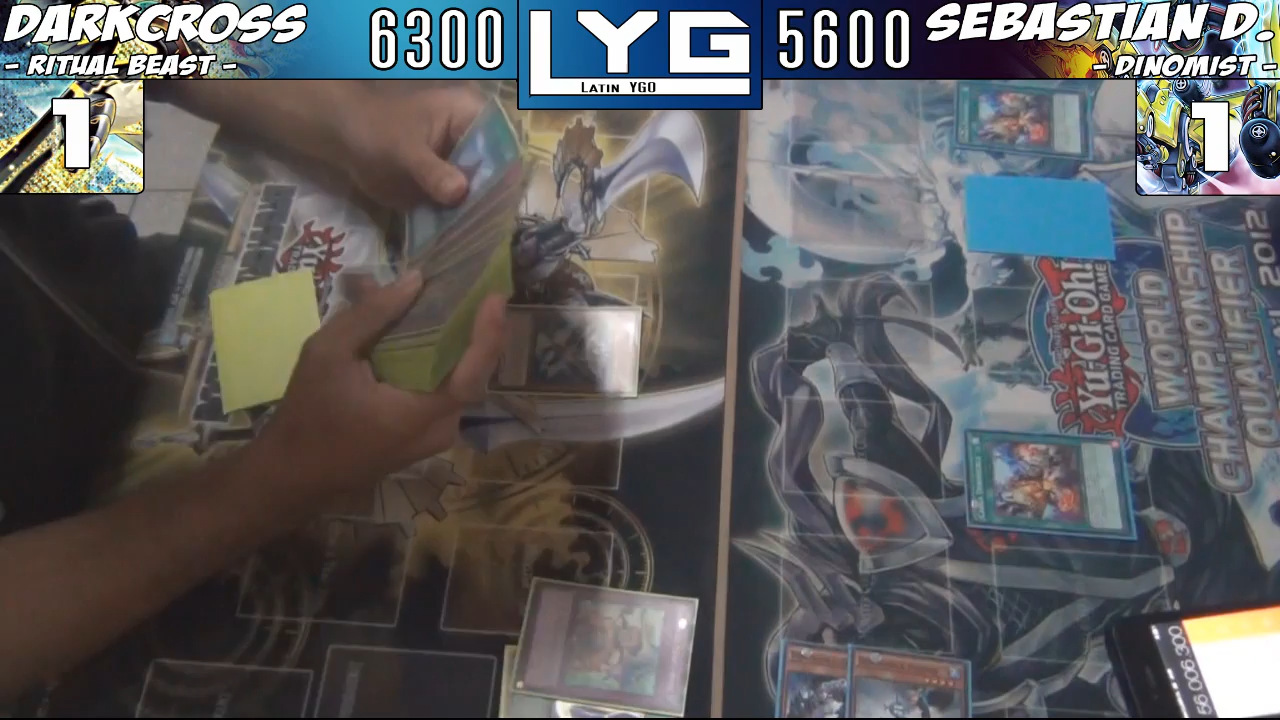 DARKCROSS
- RITUAL BEAST -
6300
LYG
LATIN YGO
5600
SEBASTIAN D.
- DINOMIST -
1
1
Yu-Gi-Oh!
TRADING CARD GAME
WORLD
CHAMPIONSHIP
QUALIFIER
2012
56006300